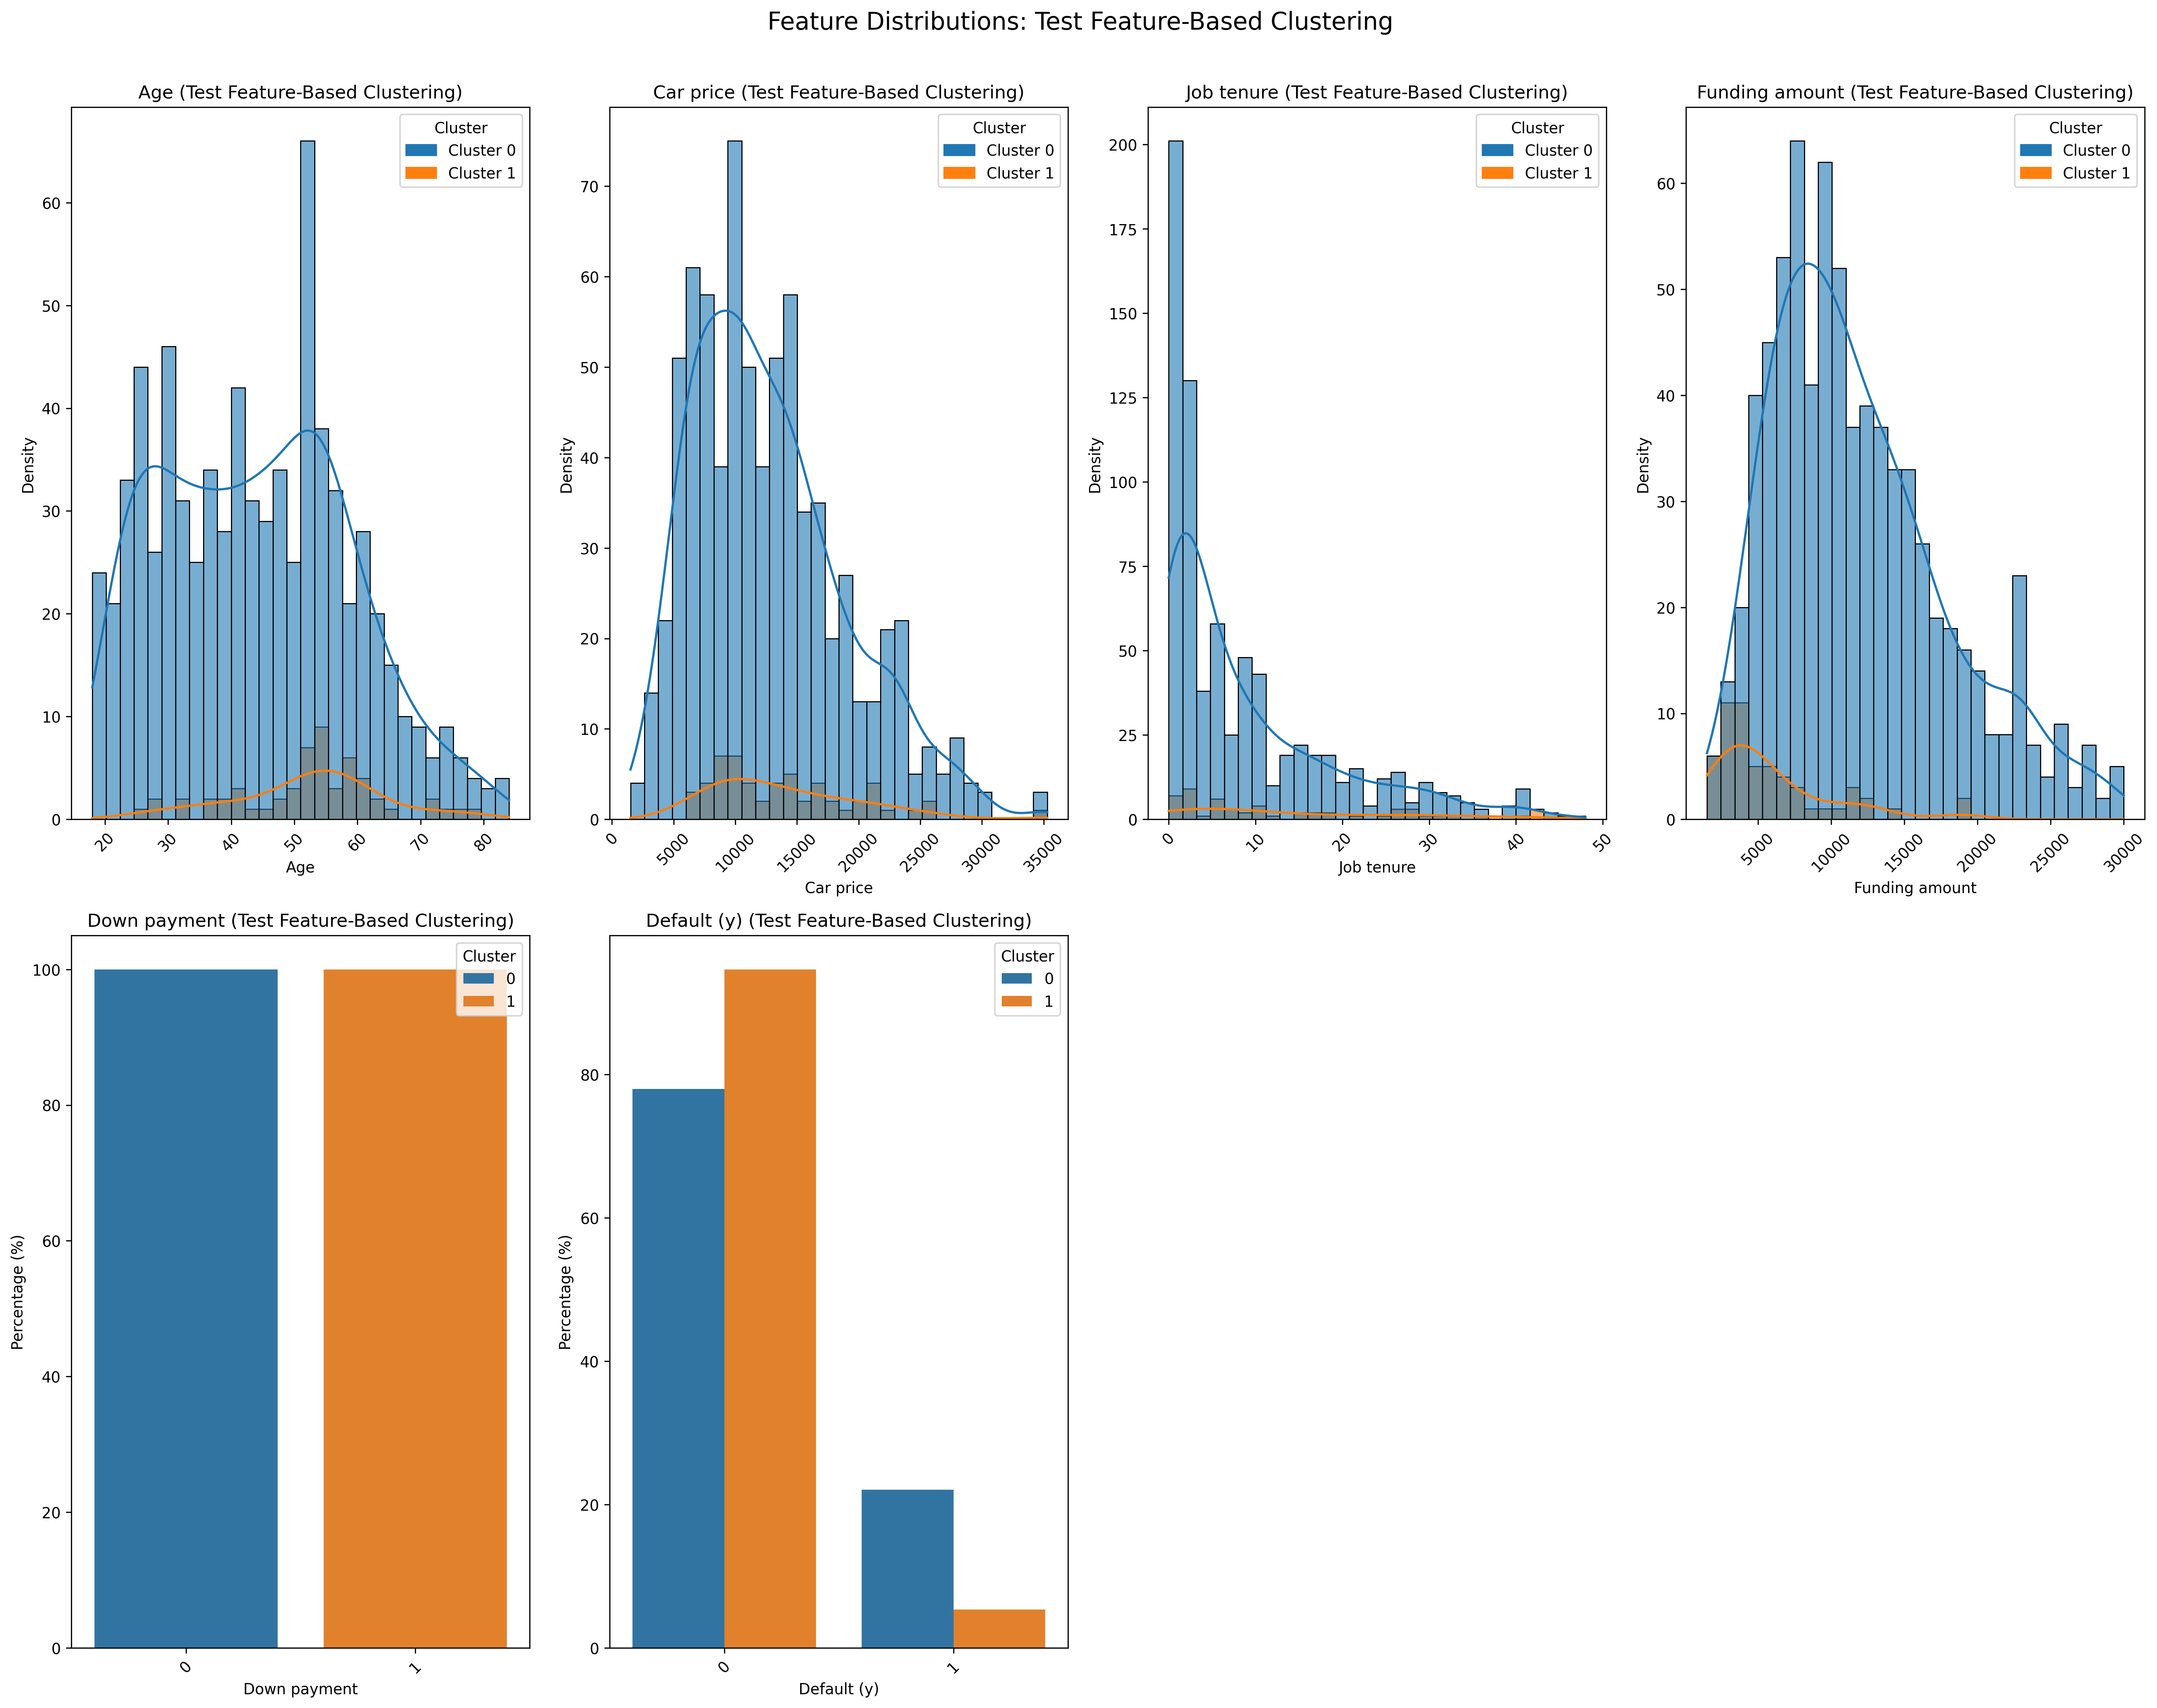 Feature Distributions: Test Feature-Based Clustering
Age (Test Feature-Based Clustering)
Cluster
Cluster 0
Cluster 1
Density
60
50
40
30
20
10
0
20
30
40
50
60
70
80
Age
Car price (Test Feature-Based Clustering)
Cluster
Cluster 0
Cluster 1
Density
70
60
50
40
30
20
10
0
0
5000
10000
15000
20000
25000
30000
35000
Car price
Job tenure (Test Feature-Based Clustering)
Cluster
Cluster 0
Cluster 1
Density
200
175
150
125
100
75
50
25
0
0
10
20
30
40
50
Job tenure
Funding amount (Test Feature-Based Clustering)
Cluster
Cluster 0
Cluster 1
Density
60
50
40
30
20
10
0
5000
10000
15000
20000
25000
30000
Funding amount
Down payment (Test Feature-Based Clustering)
Cluster
0
1
Percentage (%)
100
80
60
40
20
0
0
1
Down payment
Default (y) (Test Feature-Based Clustering)
Cluster
0
1
Percentage (%)
80
60
40
20
0
0
1
Default (y)